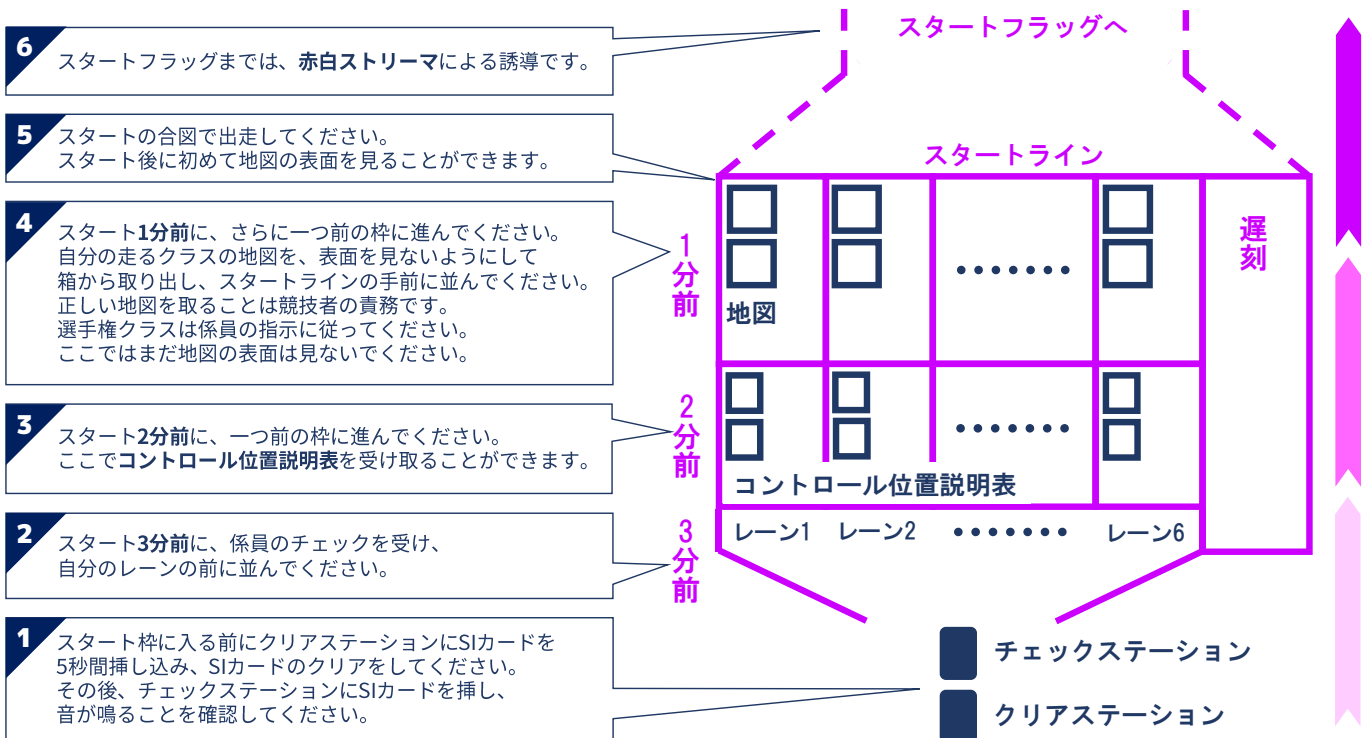 6
スタートフラッグまでは、赤白ストリーマによる誘導です。
5
スタートの合図で出走してください。
スタート後に初めて地図の表面を見ることができます。
4
スタート1分前に、さらに一つ前の枠に進んでください。
自分の走るクラスの地図を、表面を見ないようにして
箱から取り出し、スタートラインの手前に並んでください。
正しい地図を取ることは競技者の責務です。
選手権クラスは係員の指示に従ってください。
ここではまだ地図の表面は見ないでください。
3
スタート2分前に、一つ前の枠に進んでください。
ここでコントロール位置説明表を受け取ることができます。
2
スタート3分前に、係員のチェックを受け、
自分のレーンの前に並んでください。
1
スタート枠に入る前にクリアステーションにSIカードを
5秒間挿し込み、SIカードのクリアをしてください。
その後、チェックステーションにSIカードを挿し、
音が鳴ることを確認してください。
スタートフラッグへ
スタートライン
1分前
地図
遅刻
2分前
コントロール位置説明表
3分前
レーン1 レーン2 ••••••• レーン6
チェックステーション
クリアステーション